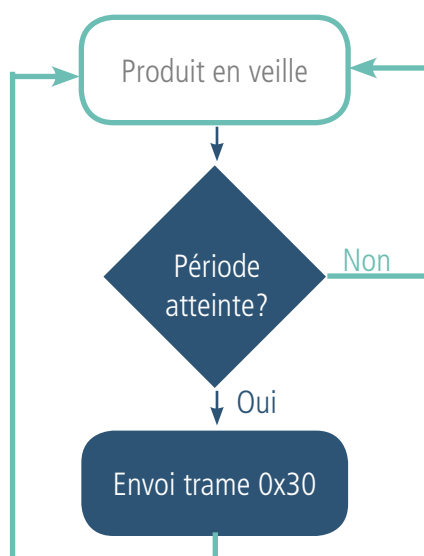 Produit en veille
Période
atteinte?
Non
Oui
Envoi trame 0x30